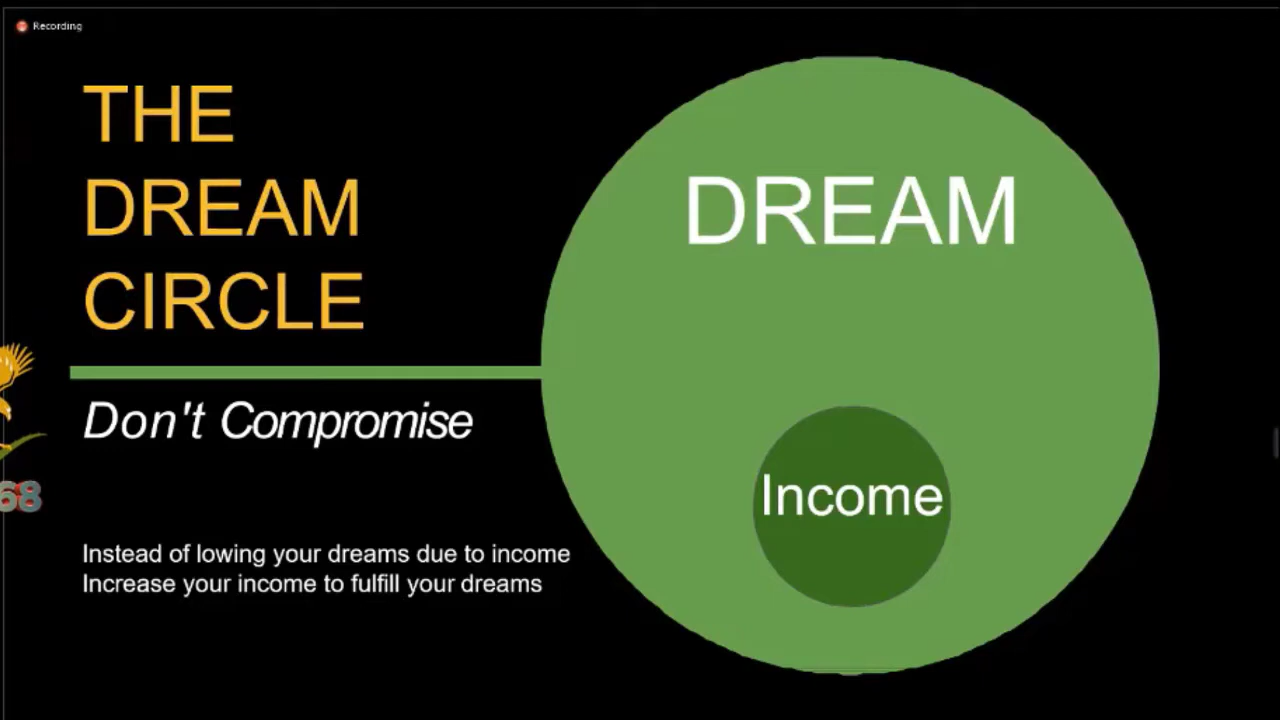 Recording
THE
DREAM
CIRCLE
Don't Compromise
Instead of lowing your dreams due to income
Increase your income to fulfill your dreams
DREAM
Income
68